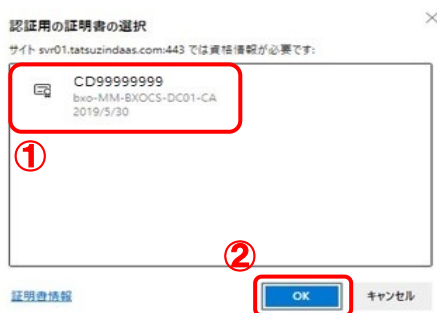 認証用の証明書の選択
サイト svr01.tatsuzindaas.com:443 では資格情報が必要です:
CD99999999
bxo-MM-BXOCS-DC01-CA
2019/5/30
①
②
証明書情報
OK
キャンセル